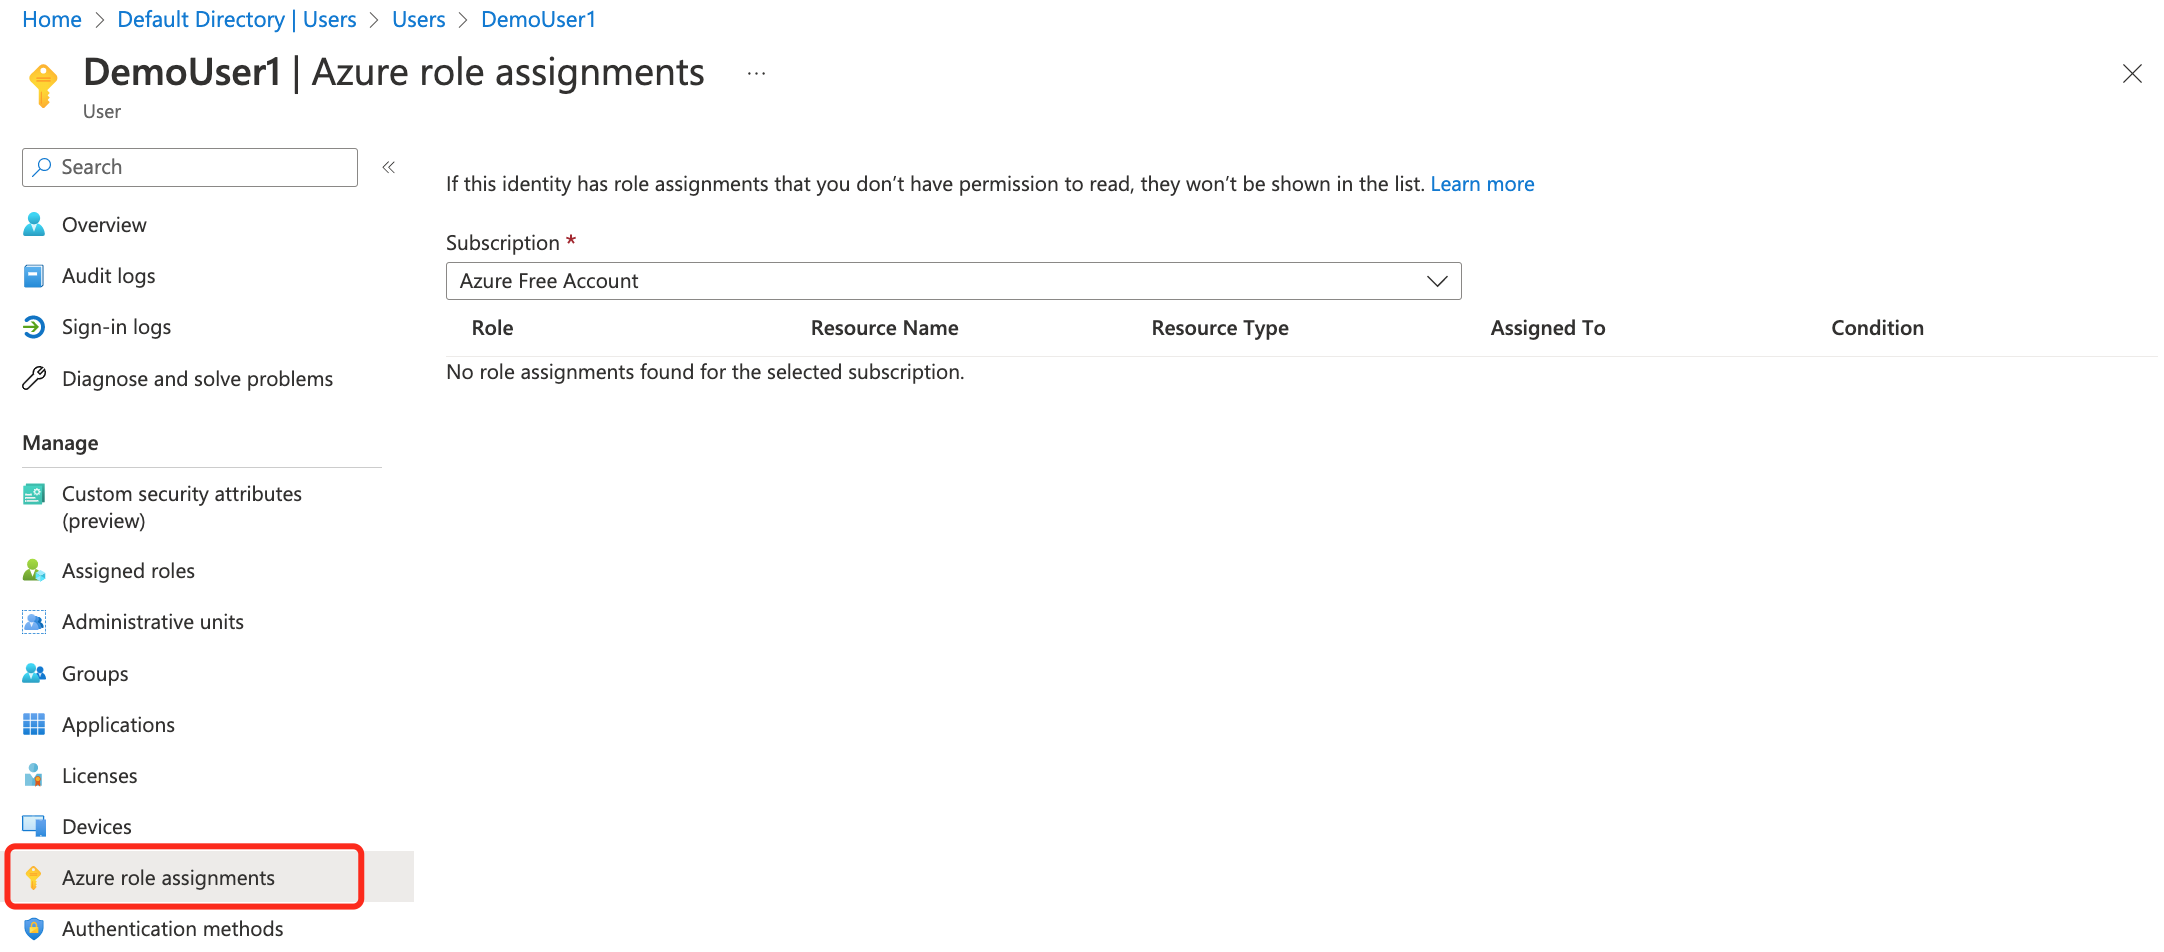 Home > Default Directory | Users > Users > DemoUser1
DemoUser1 | Azure role assignments ...
User
Search
Overview
Audit logs
Sign-in logs
Diagnose and solve problems
Manage
Custom security attributes
(preview)
Assigned roles
Administrative units
Groups
Applications
Licenses
Devices
Azure role assignments
Authentication methods
If this identity has role assignments that you don’t have permission to read, they won’t be shown in the list. Learn more
Subscription *
Azure Free Account
Role Resource Name Resource Type Assigned To Condition
No role assignments found for the selected subscription.